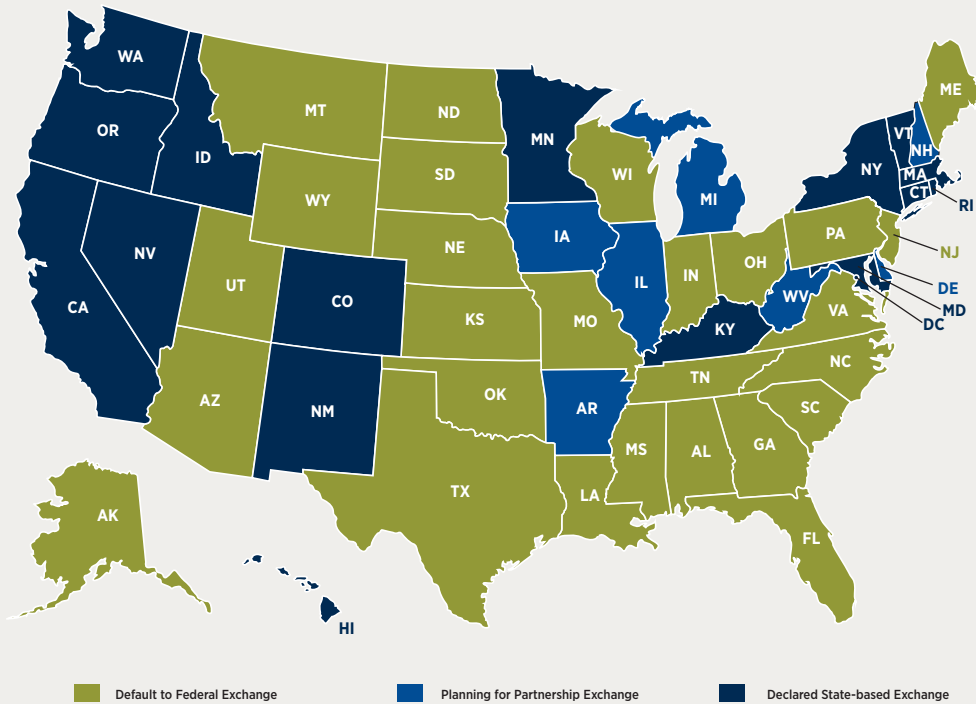 WA
ME
MT
ND
OR
MN
VT
ID
NH
WI
NY
MA
SD
CT
WY
MI
RI
PA
IA
NE
NV
NJ
OH
IN
UT
IL
DE
WV
CO
CA
MD
VA
KS
MO
DC
KY
NC
TN
OK
AZ
AR
SC
NM
GA
MS
AL
TX
LA
AK
FL
HI
Default to Federal Exchange
Planning for Partnership Exchange
Declared State-based Exchange